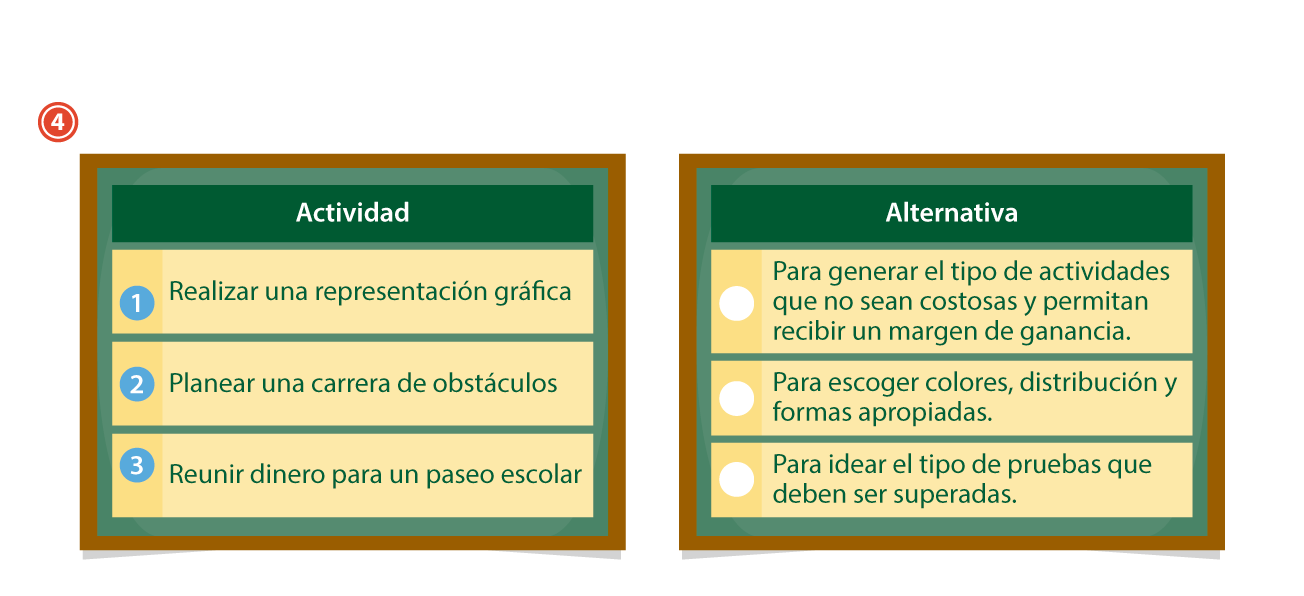 4
Actividad
1 Realizar una representación gráfica
2 Planear una carrera de obstáculos
3 Reunir dinero para un paseo escolar
Alternativa
Para generar el tipo de actividades
que no sean costosas y permitan
recibir un margen de ganancia.
Para escoger colores, distribución y
formas apropiadas.
Para idear el tipo de pruebas que
deben ser superadas.